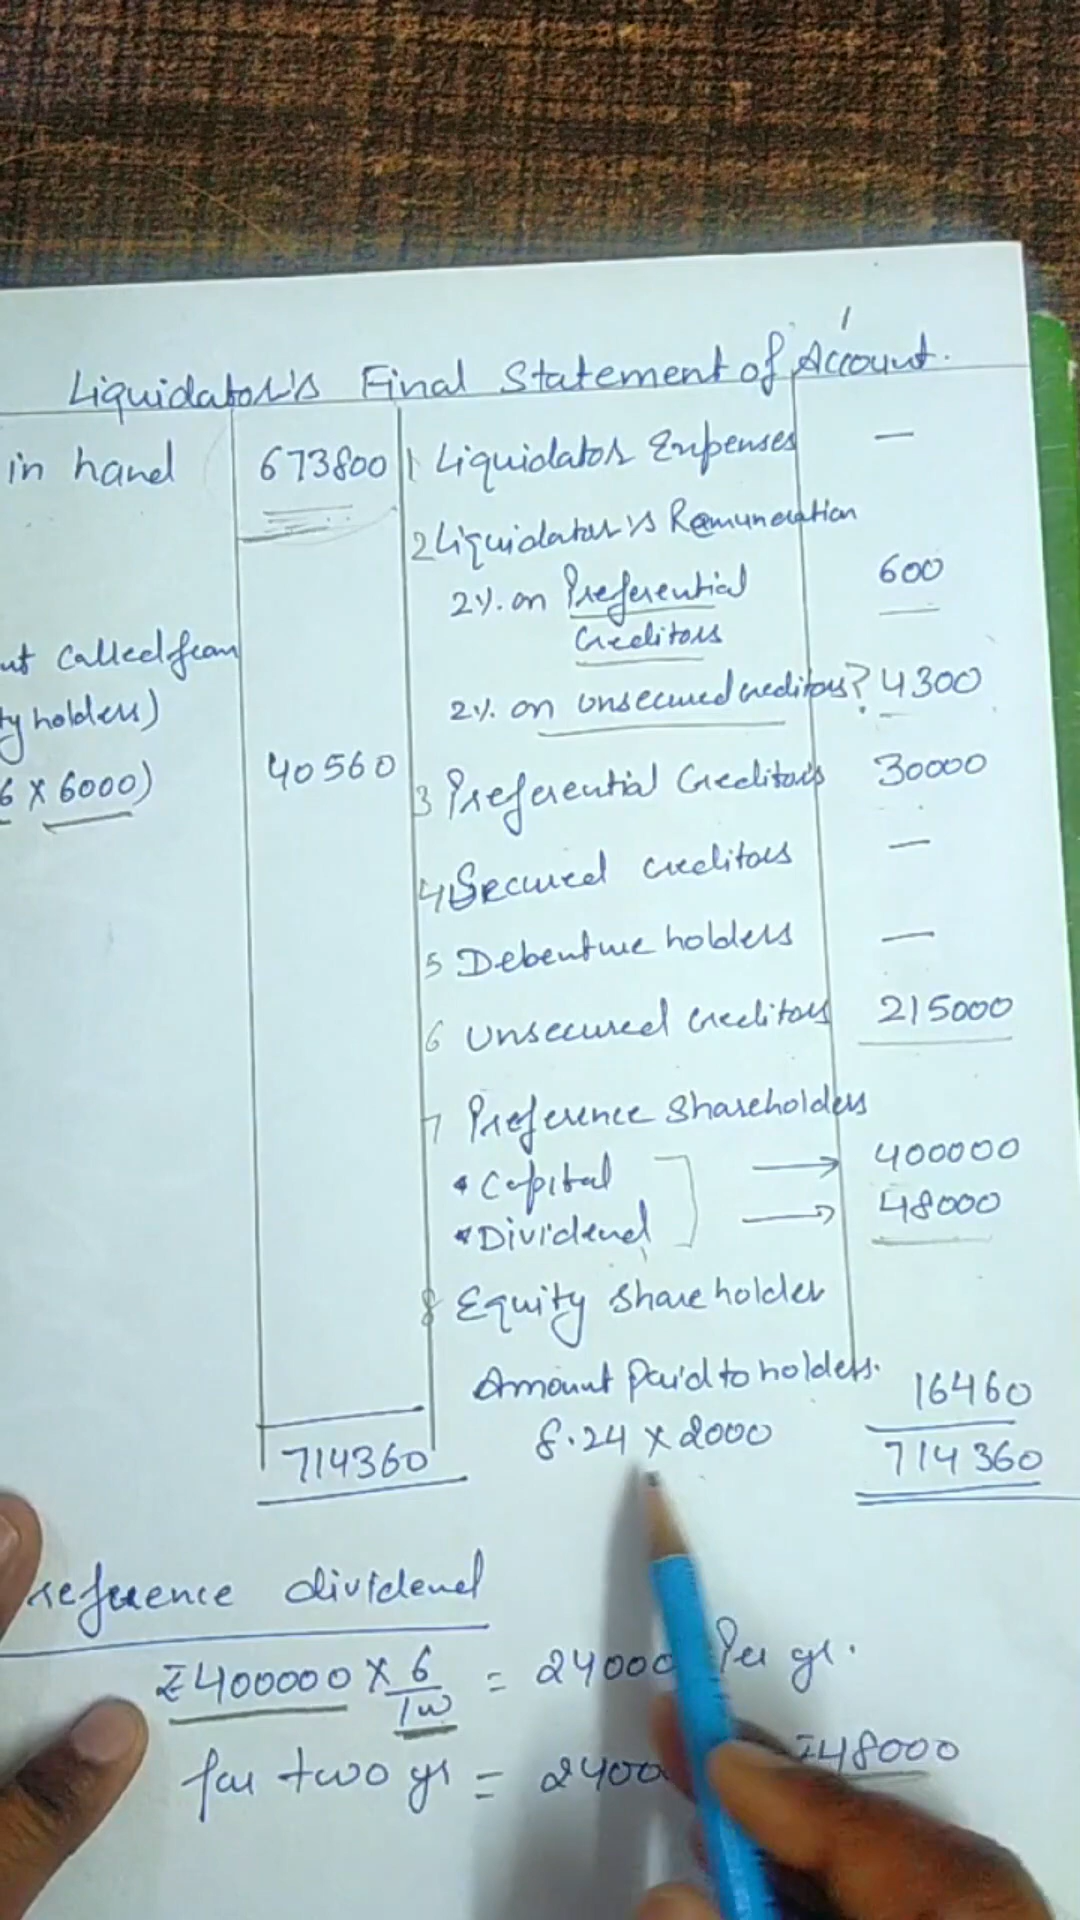 Liquidator's Final Statement of Account.
in hand 673800 1 Liquidator Expenses —
2 Liquidator's Remuneration
2% on Preferential 600
Creditors
ut Called from
2% on unsecured creditors? 4300
ty holders)
6 X 6000) 40560 3 Preferential Creditors 30000
4 Secured creditors —
5 Debenture holders —
6 Unsecured Creditors 215000
7 Preference Shareholders
* Capital → 400000
* Dividend → 48000
8 Equity Shareholder
Amount Paid to holders. 16460
714360 8.24 x 2000 714360
reference dividend
₹400000 X 6/100 = 24000 Per yr.
for two yr = 2400 ₹48000